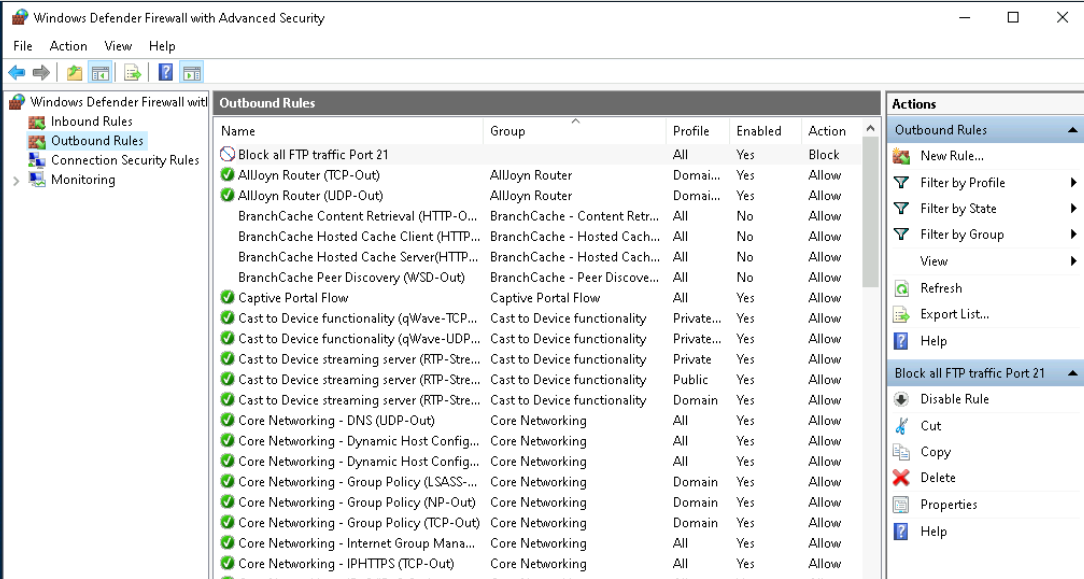 Windows Defender Firewall with Advanced Security
File Action View Help
Windows Defender Firewall witl
Inbound Rules
Outbound Rules
Connection Security Rules
Monitoring
Outbound Rules
Name Group Profile Enabled Action
Block all FTP traffic Port 21 All Yes Block
AllJoyn Router (TCP-Out) AllJoyn Router Domai... Yes Allow
AllJoyn Router (UDP-Out) AllJoyn Router Domai... Yes Allow
BranchCache Content Retrieval (HTTP-O... BranchCache - Content Retr... All No Allow
BranchCache Hosted Cache Client (HTTP... BranchCache - Hosted Cach... All No Allow
BranchCache Hosted Cache Server(HTTP... BranchCache - Hosted Cach... All No Allow
BranchCache Peer Discovery (WSD-Out) BranchCache - Peer Discove... All No Allow
Captive Portal Flow Captive Portal Flow All Yes Allow
Cast to Device functionality (qWave-TCP... Cast to Device functionality Private... Yes Allow
Cast to Device functionality (qWave-UDP... Cast to Device functionality Private... Yes Allow
Cast to Device streaming server (RTP-Stre... Cast to Device functionality Private Yes Allow
Cast to Device streaming server (RTP-Stre... Cast to Device functionality Public Yes Allow
Cast to Device streaming server (RTP-Stre... Cast to Device functionality Domain Yes Allow
Core Networking - DNS (UDP-Out) Core Networking All Yes Allow
Core Networking - Dynamic Host Config... Core Networking All Yes Allow
Core Networking - Dynamic Host Config... Core Networking All Yes Allow
Core Networking - Group Policy (LSASS-... Core Networking Domain Yes Allow
Core Networking - Group Policy (NP-Out) Core Networking Domain Yes Allow
Core Networking - Group Policy (TCP-Out) Core Networking Domain Yes Allow
Core Networking - Internet Group Mana... Core Networking All Yes Allow
Core Networking - IPHTTPS (TCP-Out) Core Networking All Yes Allow
Actions
Outbound Rules
New Rule...
Filter by Profile
Filter by State
Filter by Group
View
Refresh
Export List...
Help
Block all FTP traffic Port 21
Disable Rule
Cut
Copy
Delete
Properties
Help